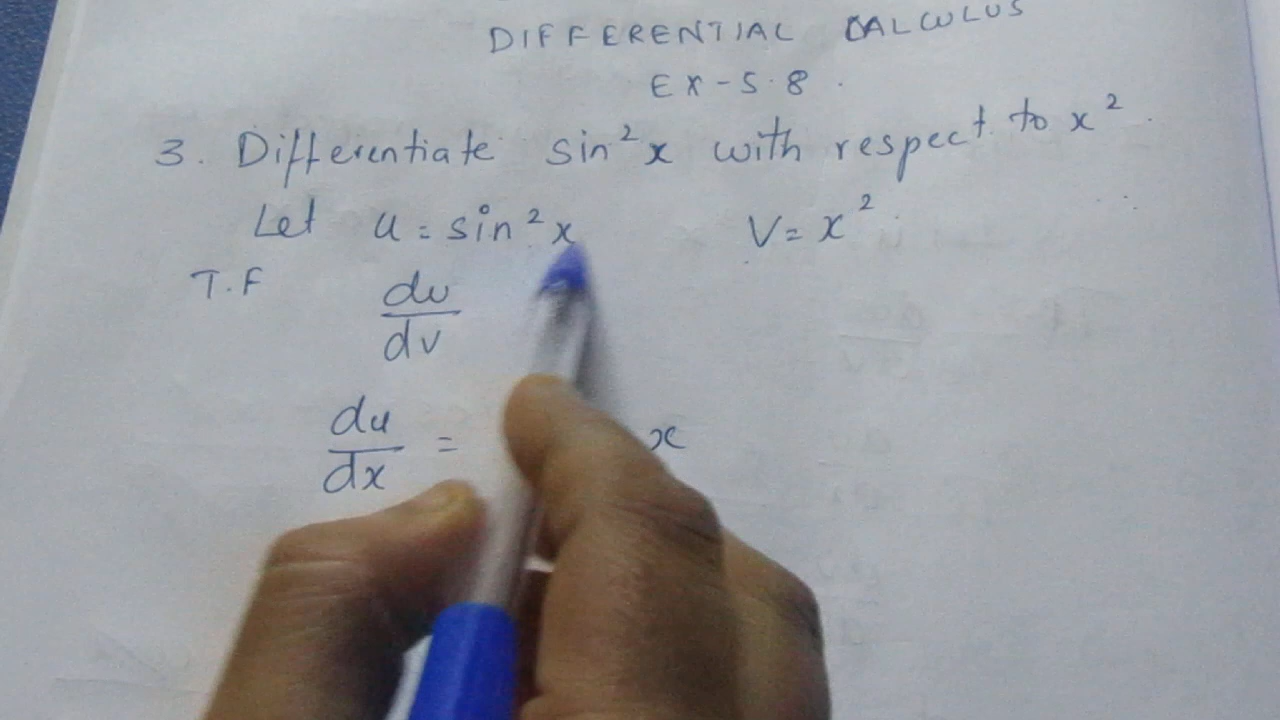 DIFFERENTIAL CALCULUS
EX-5.8.
3. Differentiate sin²x with respect to x².
Let u = sin²x V = x²
T.F du/dv
du/dx = x